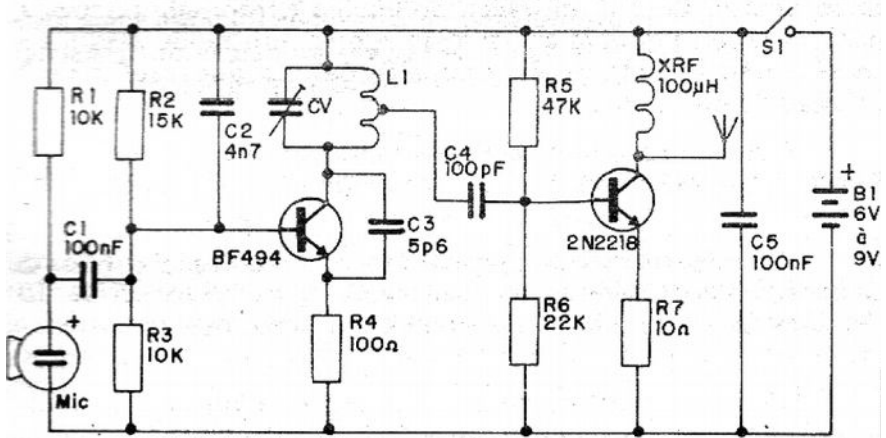 R1
10K
R2
15K
C2
4n7
CV
L1
R5
47K
XRF
100µH
S1
C4
100pF
C1
100nF
BF494
C3
5p6
2N2218
C5
100nF
+
B1
6V
à
9V
+
Mic
R3
10K
R4
100Ω
R6
22K
R7
10Ω